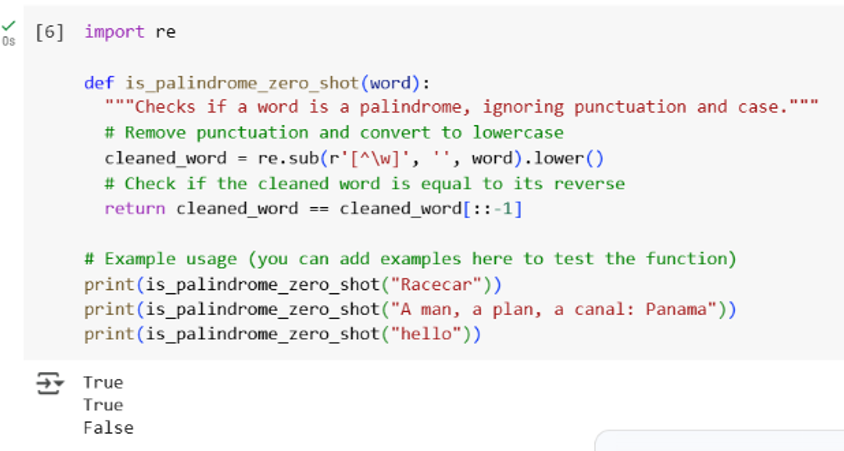 [6] import re
0s
def is_palindrome_zero_shot(word):
"""Checks if a word is a palindrome, ignoring punctuation and case."""
# Remove punctuation and convert to lowercase
cleaned_word = re.sub(r'[^\w]', '', word).lower()
# Check if the cleaned word is equal to its reverse
return cleaned_word == cleaned_word[::-1]
# Example usage (you can add examples here to test the function)
print(is_palindrome_zero_shot("Racecar"))
print(is_palindrome_zero_shot("A man, a plan, a canal: Panama"))
print(is_palindrome_zero_shot("hello"))
True
True
False